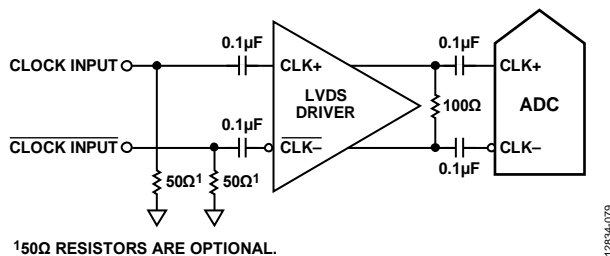 0.1µF
0.1µF
CLOCK INPUT
CLK+
CLK+
LVDS
DRIVER
100Ω
ADC
0.1µF
CLOCK INPUT
CLK–
CLK–
0.1µF
50Ω1
50Ω1
150Ω RESISTORS ARE OPTIONAL.
12834-079